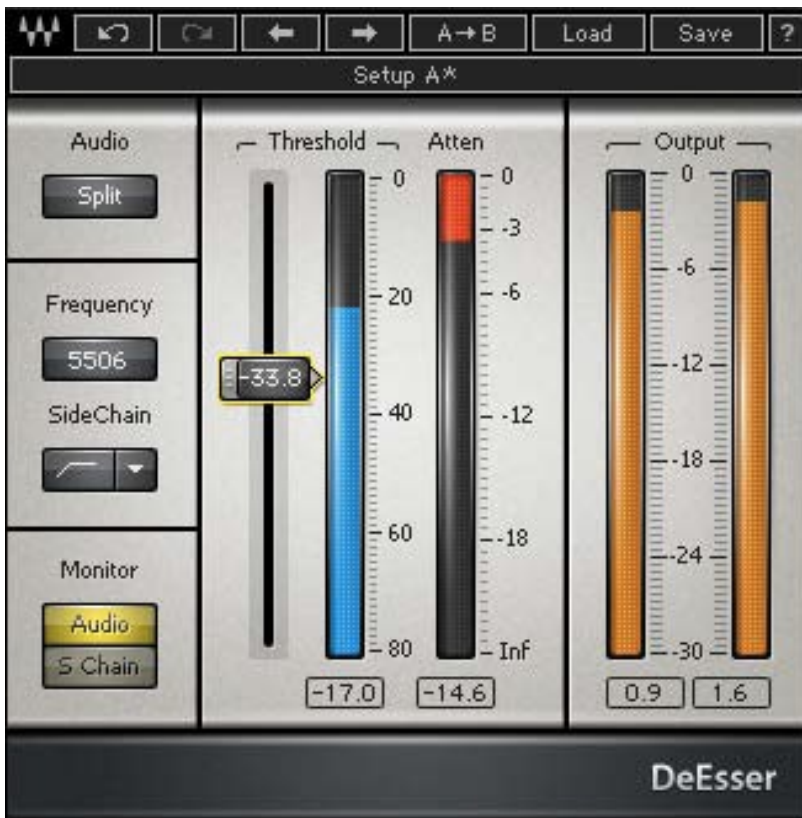 A→B Load Save ?
Setup A*
Audio
Split
Frequency
5506
SideChain
Monitor
Audio
S Chain
Threshold Atten
-33.8
0
20
40
60
80
0
-3
-6
-12
-18
Inf
-17.0 -14.6
Output
0
-6
-12
-18
-24
-30
0.9 1.6
DeEsser